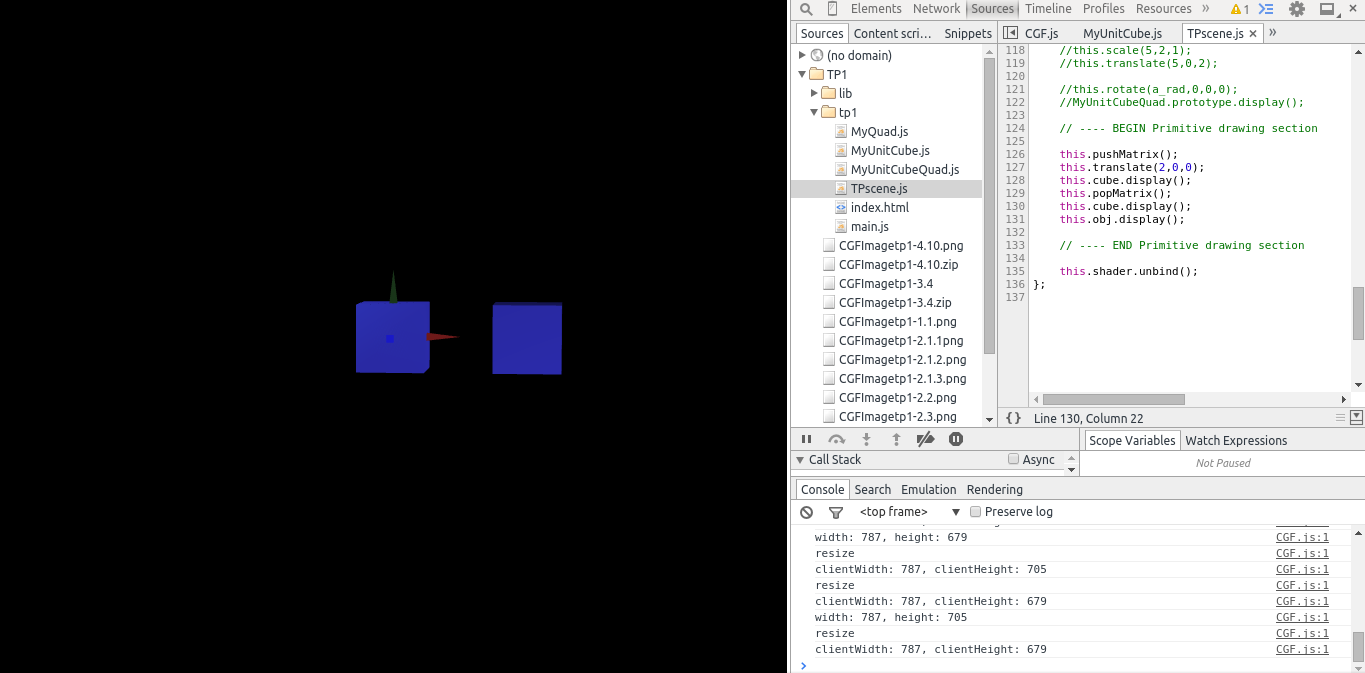 Elements Network Sources Timeline Profiles Resources » 1
Sources Content scri... Snippets
CGF.js MyUnitCube.js TPscene.js × »
(no domain)
TP1
lib
tp1
MyQuad.js
MyUnitCube.js
MyUnitCubeQuad.js
TPscene.js
index.html
main.js
CGFImagetp1-4.10.png
CGFImagetp1-4.10.zip
CGFImagetp1-3.4
CGFImagetp1-3.4.zip
CGFImagetp1-1.1.png
CGFImagetp1-2.1.1png
CGFImagetp1-2.1.2.png
CGFImagetp1-2.1.3.png
CGFImagetp1-2.2.png
CGFImagetp1-2.3.png
118 //this.scale(5,2,1);
119 //this.translate(5,0,2);
120
121 //this.rotate(a_rad,0,0,0);
122 //MyUnitCubeQuad.prototype.display();
123
124 // ---- BEGIN Primitive drawing section
125
126 this.pushMatrix();
127 this.translate(2,0,0);
128 this.cube.display();
129 this.popMatrix();
130 this.cube.display();
131 this.obj.display();
132
133 // ---- END Primitive drawing section
134
135 this.shader.unbind();
136 };
137
{} Line 130, Column 22
Call Stack Async
Scope Variables Watch Expressions
Not Paused
Console Search Emulation Rendering
<top frame> ▼ Preserve log
width: 787, height: 679 CGF.js:1
resize CGF.js:1
clientWidth: 787, clientHeight: 705 CGF.js:1
resize CGF.js:1
clientWidth: 787, clientHeight: 679 CGF.js:1
width: 787, height: 705 CGF.js:1
resize CGF.js:1
clientWidth: 787, clientHeight: 679 CGF.js:1
>